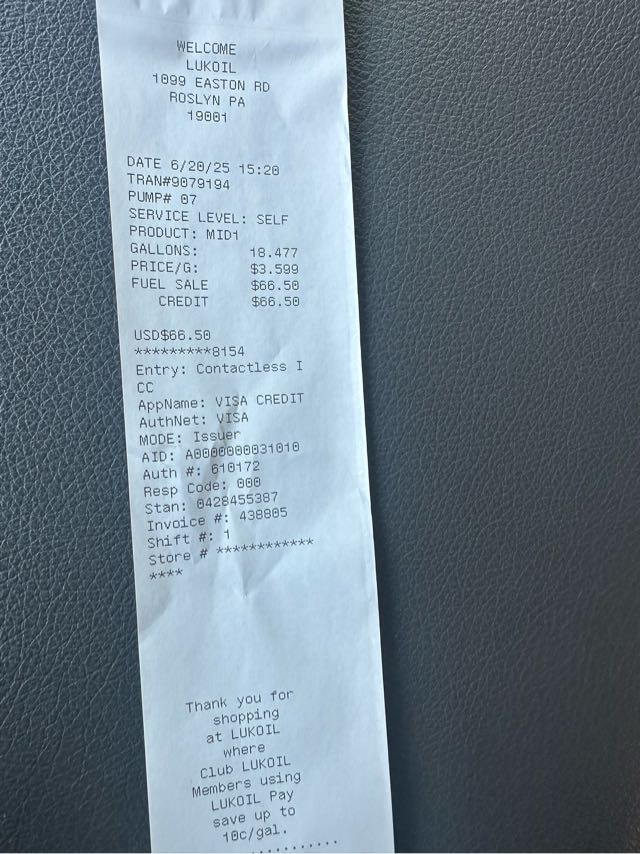 WELCOME
LUKOIL
1099 EASTON RD
ROSLYN PA
19001
DATE 6/20/25 15:20
TRAN#9079194
PUMP# 07
SERVICE LEVEL: SELF
PRODUCT: MID1
GALLONS: 18.477
PRICE/G: $3.599
FUEL SALE $66.50
CREDIT $66.50
USD$66.50
*********8154
Entry: Contactless I
CC
AppName: VISA CREDIT
AuthNet: VISA
MODE: Issuer
AID: A0000000031010
Auth #: 610172
Resp Code: 000
Stan: 0428455387
Invoice #: 438805
Shift #: 1
Store # ************
****
Thank you for
shopping
at LUKOIL
where
Club LUKOIL
Members using
LUKOIL Pay
save up to
10c/gal.